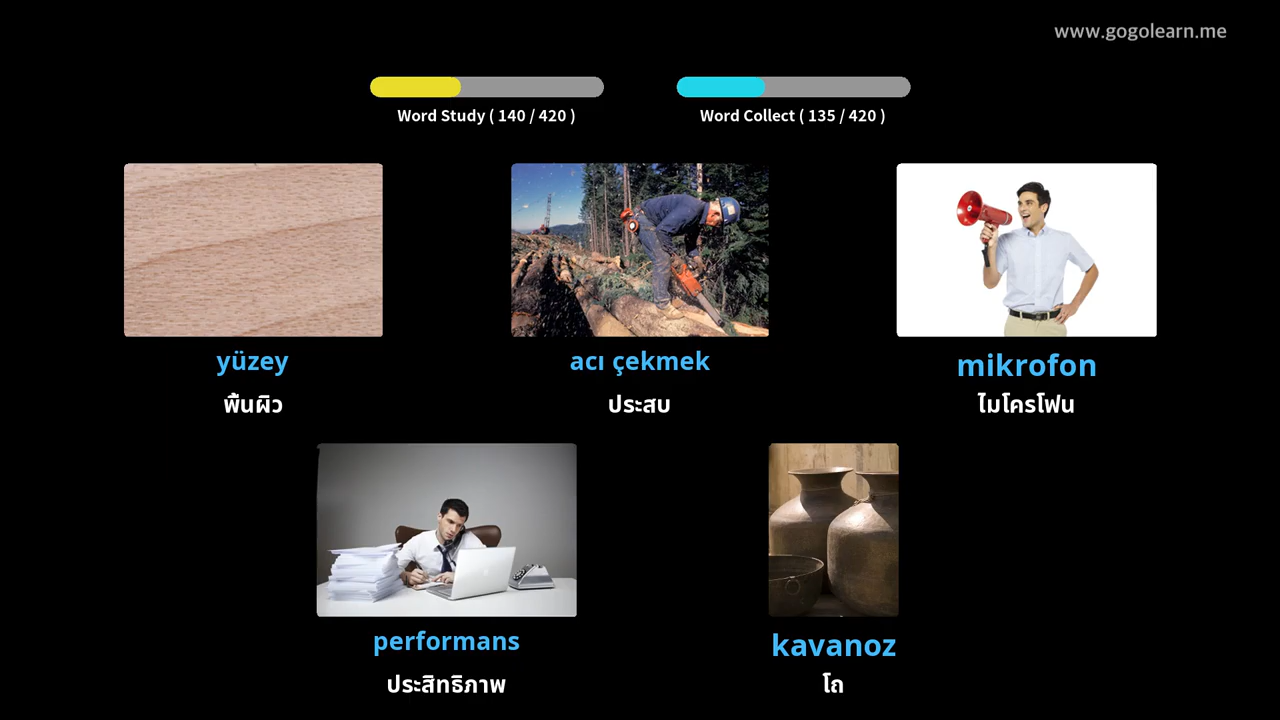 www.gogolearn.me
Word Study ( 140 / 420 )
Word Collect ( 135 / 420 )
yüzey
พื้นผิว
acı çekmek
ประสบ
mikrofon
ไมโครโฟน
performans
ประสิทธิภาพ
kavanoz
โถ